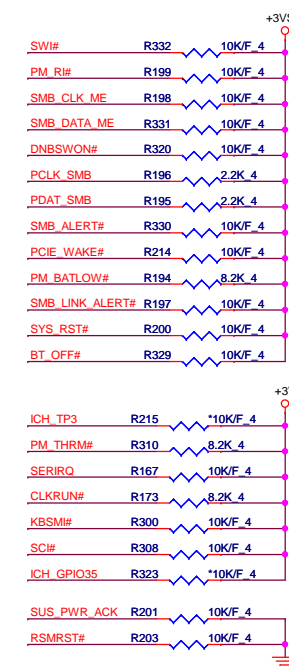 +3VS
SWI# R332 10K/F_4
PM_RI# R199 10K/F_4
SMB_CLK_ME R198 10K/F_4
SMB_DATA_ME R331 10K/F_4
DNBSWON# R320 10K/F_4
PCLK_SMB R196 2.2K_4
PDAT_SMB R195 2.2K_4
SMB_ALERT# R330 10K/F_4
PCIE_WAKE# R214 10K/F_4
PM_BATLOW# R194 8.2K_4
SMB_LINK_ALERT# R197 10K/F_4
SYS_RST# R200 10K/F_4
BT_OFF# R329 10K/F_4
+3
ICH_TP3 R215 *10K/F_4
PM_THRM# R310 8.2K_4
SERIRQ R167 10K/F_4
CLKRUN# R173 8.2K_4
KBSMI# R300 10K/F_4
SCI# R308 10K/F_4
ICH_GPIO35 R323 *10K/F_4
SUS_PWR_ACK R201 10K/F_4
RSMRST# R203 10K/F_4